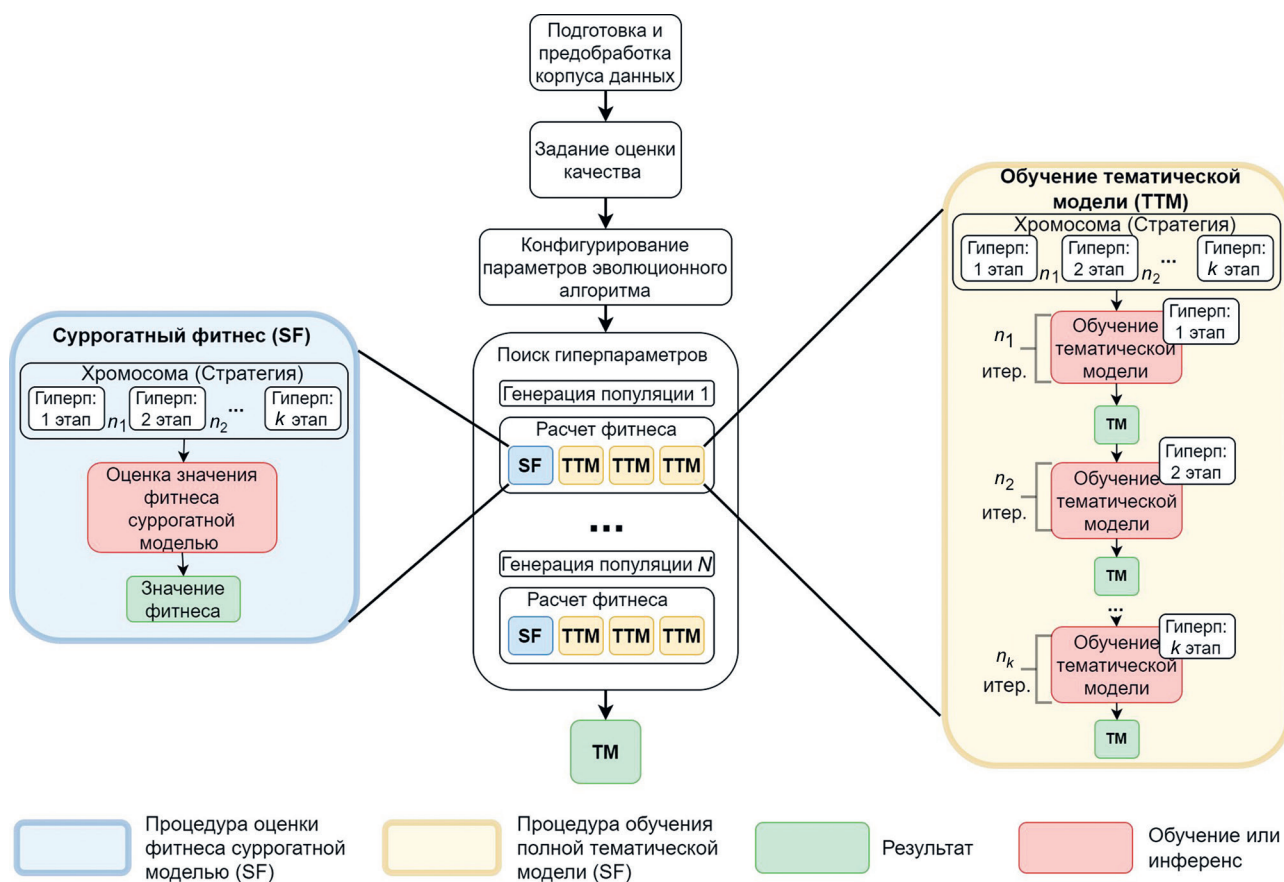 Подготовка и
предобработка
корпуса данных
Задание оценки
качества
Конфигурирование
параметров эволюционного
алгоритма
Поиск гиперпараметров
Генерация популяции 1
Расчет фитнеса
SF TTM TTM TTM
...
Генерация популяции N
Расчет фитнеса
SF TTM TTM TTM
TM
Суррогатный фитнес (SF)
Хромосома (Стратегия)
Гиперп: Гиперп: ... Гиперп:
1 этап n1 2 этап n2 k этап
Оценка значения
фитнеса
суррогатной
моделью
Значение
фитнеса
Обучение тематической
модели (TTM)
Хромосома (Стратегия)
Гиперп: Гиперп: ... Гиперп:
1 этап n1 2 этап n2 k этап
Гиперп:
1 этап
n1
итер.
Обучение
тематической
модели
TM
Гиперп:
2 этап
n2
итер.
Обучение
тематической
модели
TM
...
Гиперп:
k этап
nk
итер.
Обучение
тематической
модели
TM
Процедура оценки
фитнеса суррогатной
моделью (SF)
Процедура обучения
полной тематической
модели (SF)
Результат
Обучение или
инференс